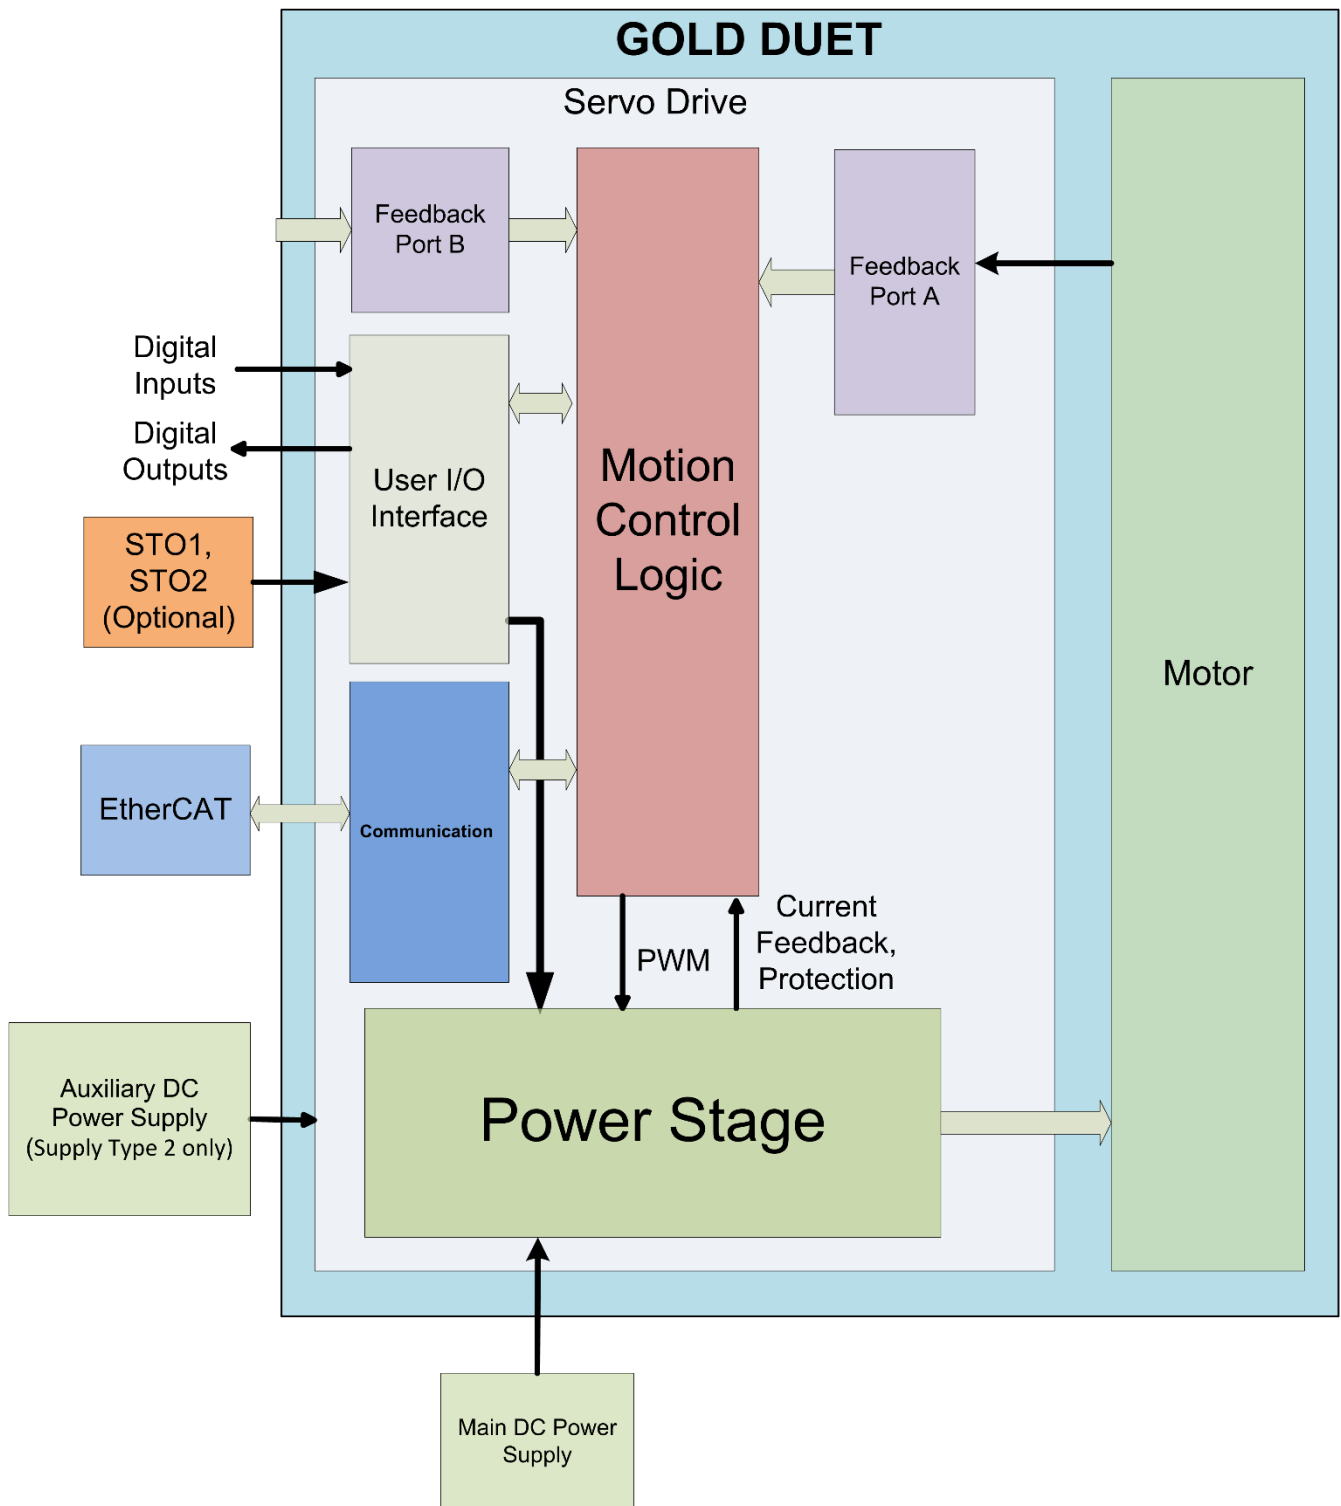 GOLD DUET
Servo Drive
Feedback
Port B
Feedback
Port A
Digital
Inputs
Digital
Outputs
User I/O
Interface
Motion
Control
Logic
STO1,
STO2
(Optional)
Motor
EtherCAT
Communication
PWM
Current
Feedback,
Protection
Auxiliary DC
Power Supply
(Supply Type 2 only)
Power Stage
Main DC Power
Supply